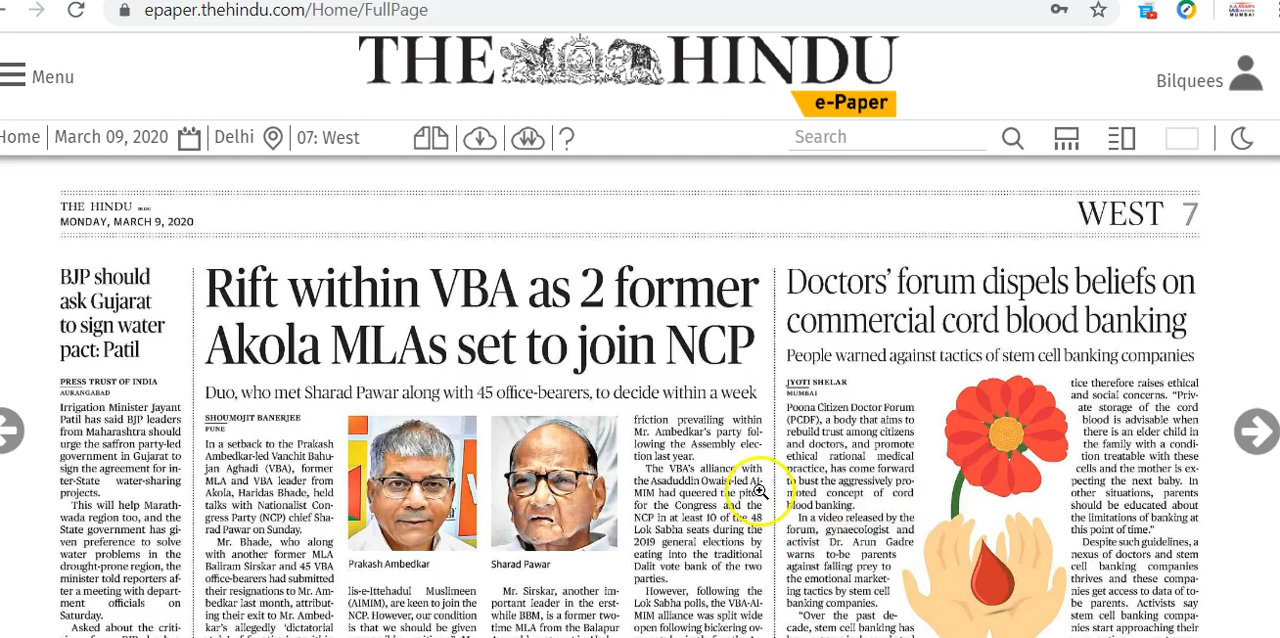 epaper.thehindu.com/Home/FullPage
Menu
THE HINDU
e-Paper
Bilquees
Home
March 09, 2020
Delhi
07: West
?
Search
THE HINDU
MONDAY, MARCH 9, 2020
WEST 7
BJP should
ask Gujarat
to sign water
pact: Patil
PRESS TRUST OF INDIA
AURANGABAD
Irrigation Minister Jayant
Patil has said BJP leaders
from Maharashtra should
urge the saffron party-led
government in Gujarat to
sign the agreement for in-
ter-State water-sharing
projects.
This will help Marath-
wada region too, and the
State government has gi-
ven preference to solve
water problems in the
drought-prone region, the
minister told reporters af-
ter a meeting with depart-
ment officials on
Saturday.
Asked about the criti-
Rift within VBA as 2 former
Akola MLAs set to join NCP
Duo, who met Sharad Pawar along with 45 office-bearers, to decide within a week
SHOUMOJIT BANERJEE
PUNE
In a setback to the Prakash
Ambedkar-led Vanchit Bahu-
jan Aghadi (VBA), former
MLA and VBA leader from
Akola, Haridas Bhade, held
talks with Nationalist Con-
gress Party (NCP) chief Sha-
rad Pawar on Sunday.
Mr. Bhade, who along
with another former MLA
Baliram Sirskar and 45 VBA
office-bearers had submitted
their resignations to Mr. Am-
bedkar last month, attribut-
ing their exit to Mr. Ambed-
kar's allegedly 'dictatorial
Prakash Ambedkar
Sharad Pawar
lis-e-Ittehadul Muslimeen
(AIMIM), are keen to join the
NCP. However, our condition
is that we should be given
Mr. Sirskar, another im-
portant leader in the erst-
while BBM, is a former two-
time MLA from the Balapur
friction prevailing within
Mr. Ambedkar's party fol-
lowing the Assembly elec-
tion last year.
The VBA's alliance with
the Asaduddin Owaisi-led AI-
MIM had queered the pitch
for the Congress and the
NCP in at least 10 of the 48
Lok Sabha seats during the
2019 general elections by
eating into the traditional
Dalit vote bank of the two
parties.
However, following the
Lok Sabha polls, the VBA-AI-
MIM alliance was split wide
open following bickering ov-
Doctors' forum dispels beliefs on
commercial cord blood banking
People warned against tactics of stem cell banking companies
JYOTI SHELAR
MUMBAI
Poona Citizen Doctor Forum
(PCDF), a body that aims to
rebuild trust among citizens
and doctors, and promote
ethical rational medical
practice, has come forward
to bust the aggressively pro-
moted concept of cord
blood banking.
In a video released by the
forum, gynaecologist and
activist Dr. Arun Gadre
warns to-be parents
against falling prey to
the emotional market-
ing tactics by stem cell
banking companies.
"Over the past de-
cade, stem cell banking has
tice therefore raises ethical
and social concerns. "Priv-
ate storage of the cord
blood is advisable when
there is an elder child in
the family with a condi-
tion treatable with these
cells and the mother is ex-
pecting the next baby. In
other situations, parents
should be educated about
the limitations of banking at
this point of time."
Despite such guidelines, a
nexus of doctors and stem
cell banking companies
thrives and these compa-
nies get access to data of to-
be parents. Activists say
stem cell banking compa-
nies start approaching their